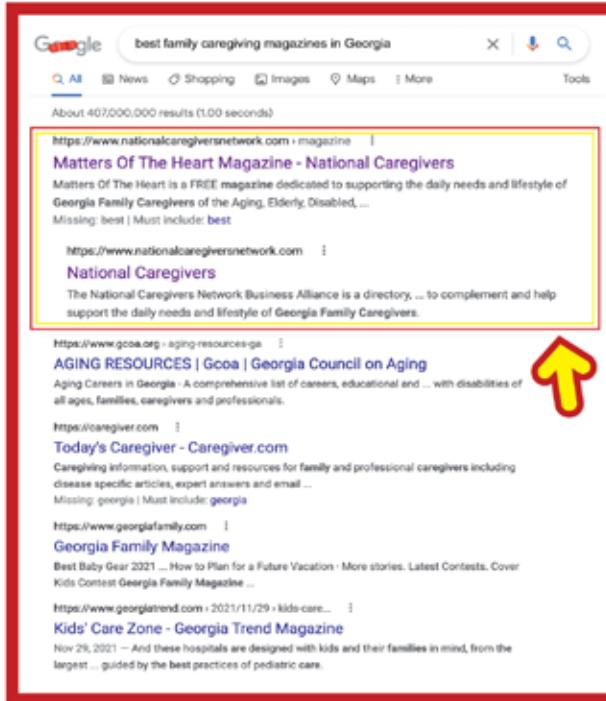 Google
best family caregiving magazines in Georgia
All News Shopping Images Maps More Tools
About 407,000,000 results (1.00 seconds)
https://www.nationalcaregiversnetwork.com › magazine
Matters Of The Heart Magazine - National Caregivers
Matters Of The Heart is a FREE magazine dedicated to supporting the daily needs and lifestyle of
Georgia Family Caregivers of the Aging, Elderly, Disabled, ...
Missing: best | Must include: best
https://www.nationalcaregiversnetwork.com
National Caregivers
The National Caregivers Network Business Alliance is a directory, ... to complement and help
support the daily needs and lifestyle of Georgia Family Caregivers.
https://www.gcoa.org › aging-resources-ga
AGING RESOURCES | Gcoa | Georgia Council on Aging
Aging Careers in Georgia · A comprehensive list of careers, educational and ... with disabilities of
all ages, families, caregivers and professionals.
https://caregiver.com
Today's Caregiver - Caregiver.com
Caregiving information, support and resources for family and professional caregivers including
disease specific articles, expert answers and email ...
Missing: georgia | Must include: georgia
https://www.georgiafamily.com
Georgia Family Magazine
Best Baby Gear 2021 ... How to Plan for a Future Vacation · More stories. Latest Contests. Cover
Kids Contest Georgia Family Magazine ...
https://www.georgiatrend.com › 2021/11/29 › kids-care...
Kids' Care Zone - Georgia Trend Magazine
Nov 29, 2021 — And these hospitals are designed with kids and their families in mind, from the
largest ... guided by the best practices of pediatric care.